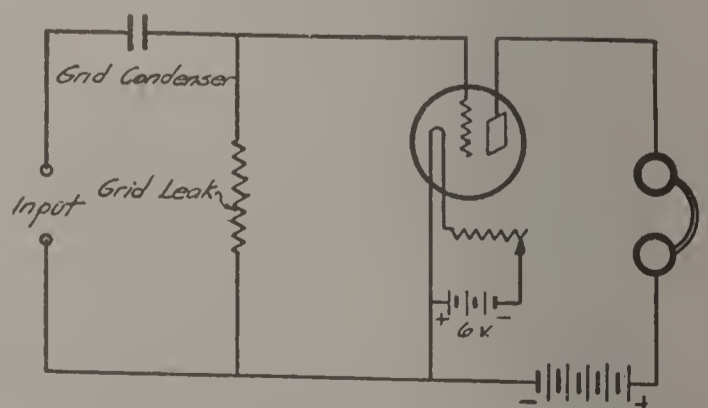 Grid Condenser
Grid Leak
Input
+ -
6 v.
- +